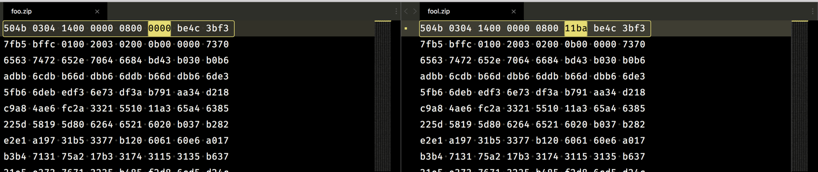 foo.zip ×
504b 0304 1400 0000 0800 0000 be4c 3bf3
7fb5 bffc 0100 2003 0200 0b00 0000 7370
6563 7472 652e 7064 6684 bd43 b030 b0b6
adbb 6cdb b66d dbb6 6ddb b66d dbb6 6de3
5fb6 6deb edf3 6e73 df3a b791 aa34 d218
c9a8 4ae6 fc2a 3321 5510 11a3 65a4 6385
225d 5819 5d80 6264 6521 6020 b037 b282
e2e1 a197 31b5 3377 b120 6061 60e6 a017
b3b4 7131 75a2 17b3 3174 3115 3135 b637
fool.zip ×
504b 0304 1400 0000 0800 11ba be4c 3bf3
7fb5 bffc 0100 2003 0200 0b00 0000 7370
6563 7472 652e 7064 6684 bd43 b030 b0b6
adbb 6cdb b66d dbb6 6ddb b66d dbb6 6de3
5fb6 6deb edf3 6e73 df3a b791 aa34 d218
c9a8 4ae6 fc2a 3321 5510 11a3 65a4 6385
225d 5819 5d80 6264 6521 6020 b037 b282
e2e1 a197 31b5 3377 b120 6061 60e6 a017
b3b4 7131 75a2 17b3 3174 3115 3135 b637